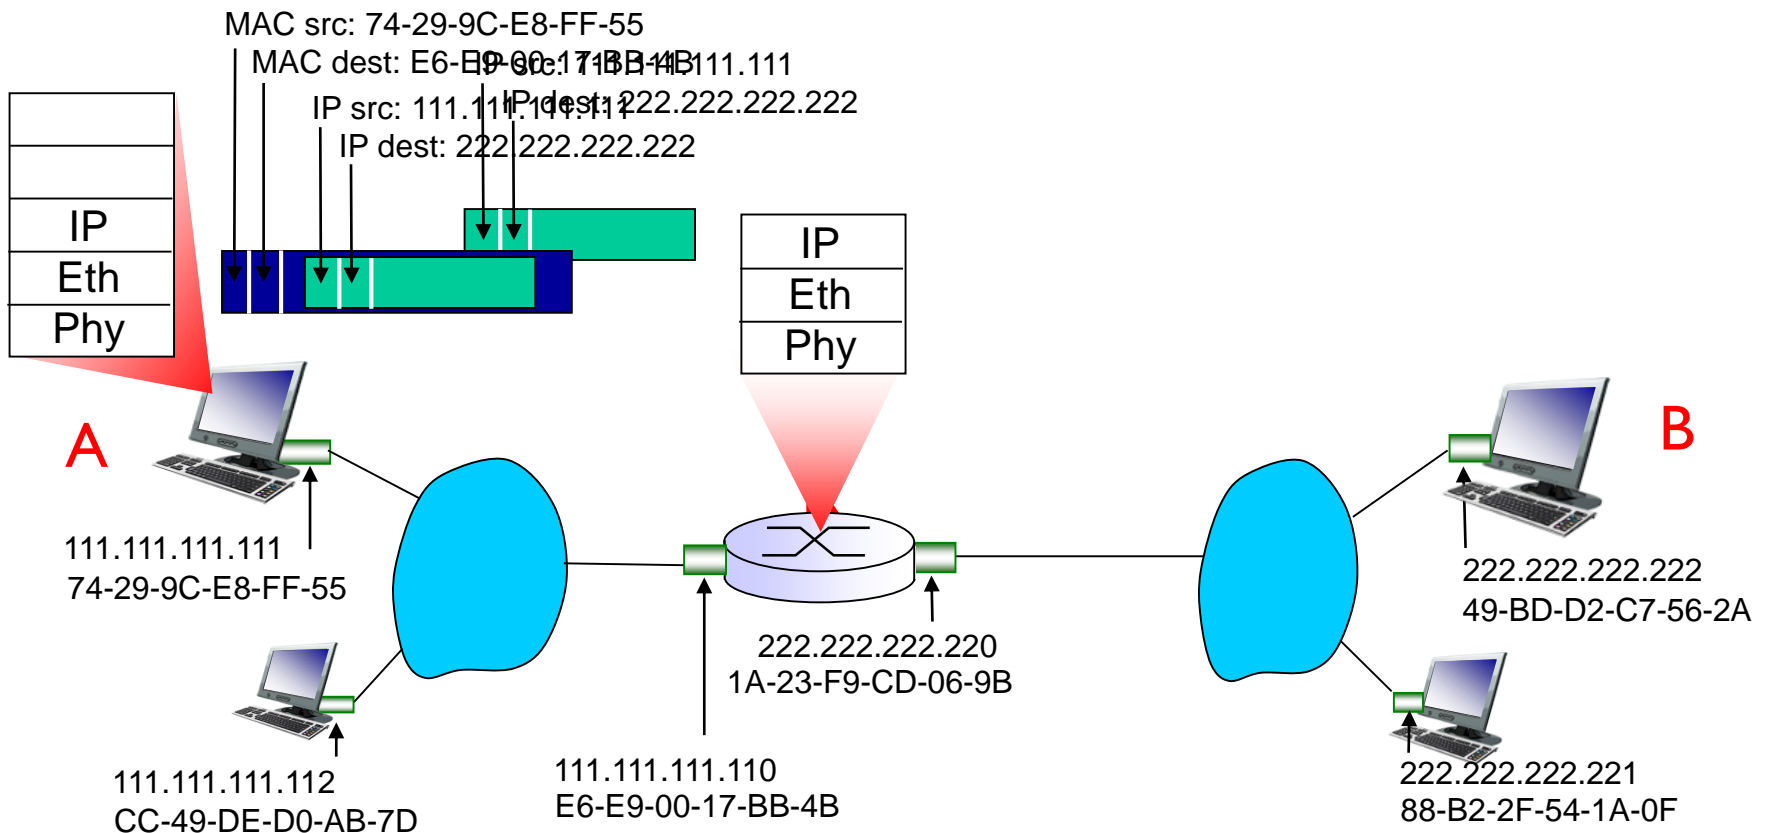 MAC src: 74-29-9C-E8-FF-55
MAC dest: E6-E9-00-17-BB-4B
IP src: 111.111.111.111
IP dest: 222.222.222.222
IP src: 111.111.111.111
IP dest: 222.222.222.222
IP
Eth
Phy
IP
Eth
Phy
A
B
111.111.111.111
74-29-9C-E8-FF-55
222.222.222.222
49-BD-D2-C7-56-2A
222.222.222.220
1A-23-F9-CD-06-9B
111.111.111.112
CC-49-DE-D0-AB-7D
111.111.111.110
E6-E9-00-17-BB-4B
222.222.222.221
88-B2-2F-54-1A-0F